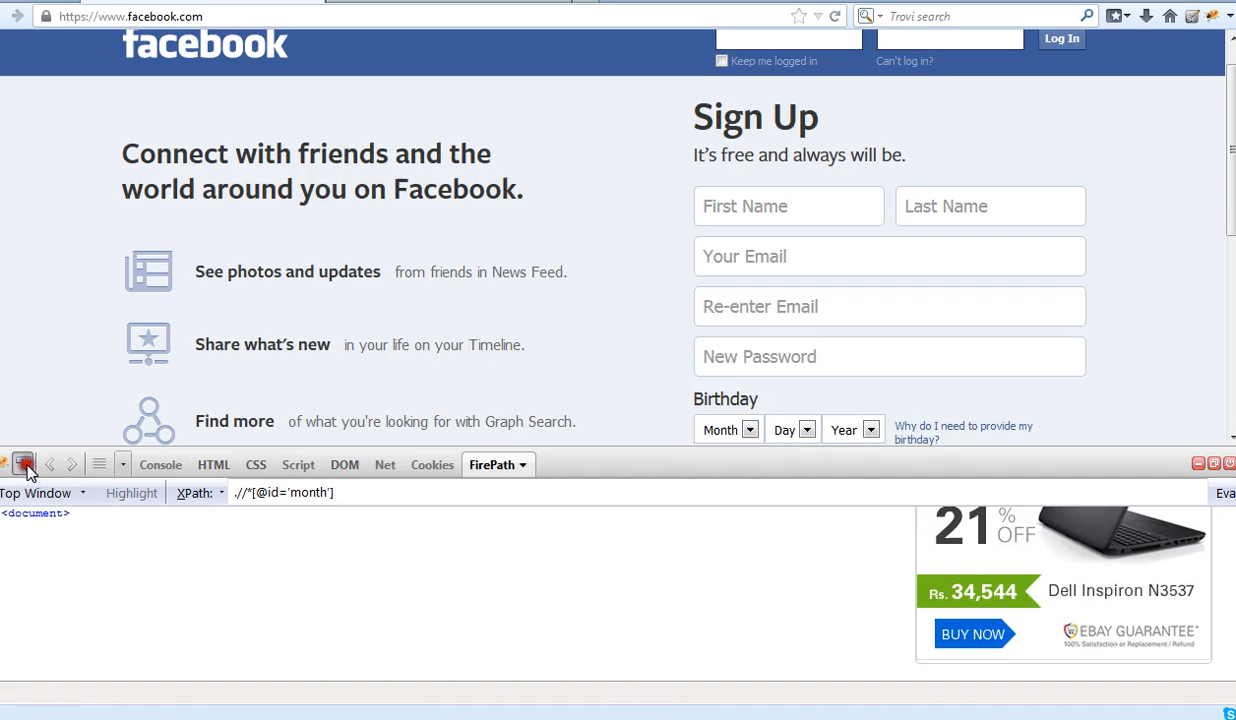 https://www.facebook.com
Trovi search
facebook
Log In
Keep me logged in
Can't log in?
Sign Up
It's free and always will be.
Connect with friends and the
world around you on Facebook.
First Name
Last Name
Your Email
See photos and updates from friends in News Feed.
Re-enter Email
Share what's new in your life on your Timeline.
New Password
Birthday
Find more of what you're looking for with Graph Search.
Month
Day
Year
Why do I need to provide my
birthday?
Console
HTML
CSS
Script
DOM
Net
Cookies
FirePath
Top Window
Highlight
XPath:
.//*[@id='month']
Eva
<document>
21 % OFF
Rs. 34,544
Dell Inspiron N3537
BUY NOW
EBAY GUARANTEE*
100% Satisfaction or Replacement / Refund